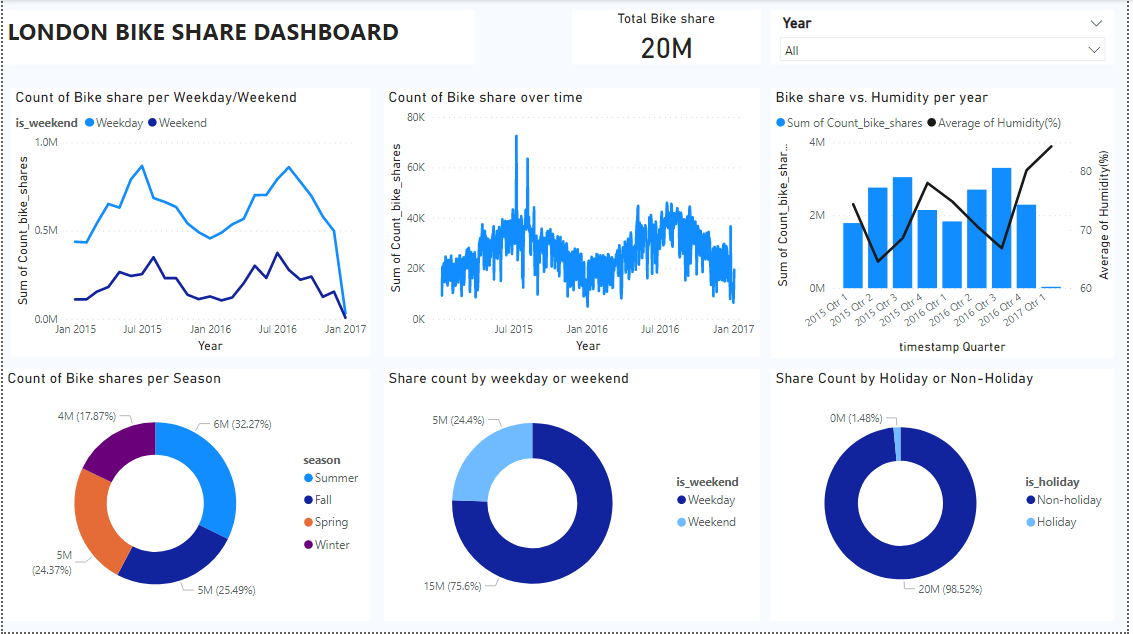 LONDON BIKE SHARE DASHBOARD
Total Bike share
20M
Year
All
Count of Bike share per Weekday/Weekend
is_weekend Weekday Weekend
Sum of Count_bike_shares
1.0M
0.5M
0.0M
Jan 2015 Jul 2015 Jan 2016 Jul 2016 Jan 2017
Year
Count of Bike share over time
Sum of Count_bike_shares
80K
60K
40K
20K
0K
Jul 2015 Jan 2016 Jul 2016 Jan 2017
Year
Bike share vs. Humidity per year
Sum of Count_bike_shares Average of Humidity(%)
Sum of Count_bike_shar...
4M
2M
0M
80
70
60
Average of Humidity(%)
2015 Qtr 1
2015 Qtr 2
2015 Qtr 3
2015 Qtr 4
2016 Qtr 1
2016 Qtr 2
2016 Qtr 3
2016 Qtr 4
2017 Qtr 1
timestamp Quarter
Count of Bike shares per Season
4M (17.87%)
6M (32.27%)
5M
(24.37%)
5M (25.49%)
season
Summer
Fall
Spring
Winter
Share count by weekday or weekend
5M (24.4%)
15M (75.6%)
is_weekend
Weekday
Weekend
Share Count by Holiday or Non-Holiday
0M (1.48%)
20M (98.52%)
is_holiday
Non-holiday
Holiday